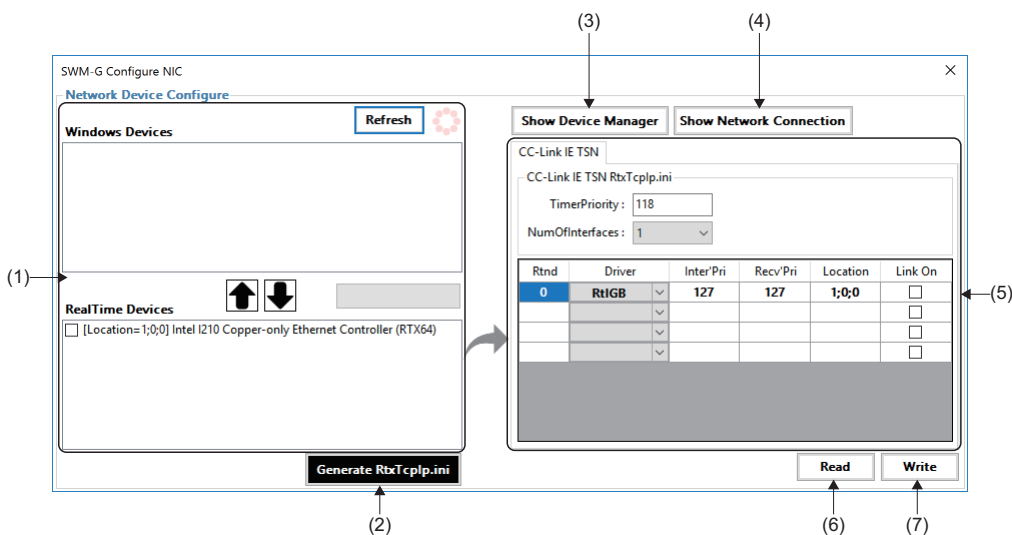 (3)
(4)
SWM-G Configure NIC
Network Device Configure
Refresh
Windows Devices
Show Device Manager
Show Network Connection
CC-Link IE TSN
CC-Link IE TSN RtxTcpIp.ini
TimerPriority :
118
NumOfInterfaces :
1
(1)
RealTime Devices
[Location=1;0;0] Intel I210 Copper-only Ethernet Controller (RTX64)
Rtnd Driver Inter'Pri Recv'Pri Location Link On
0 RtIGB 127 127 1;0;0
(5)
Generate RtxTcpIp.ini
Read
Write
(2)
(6)
(7)